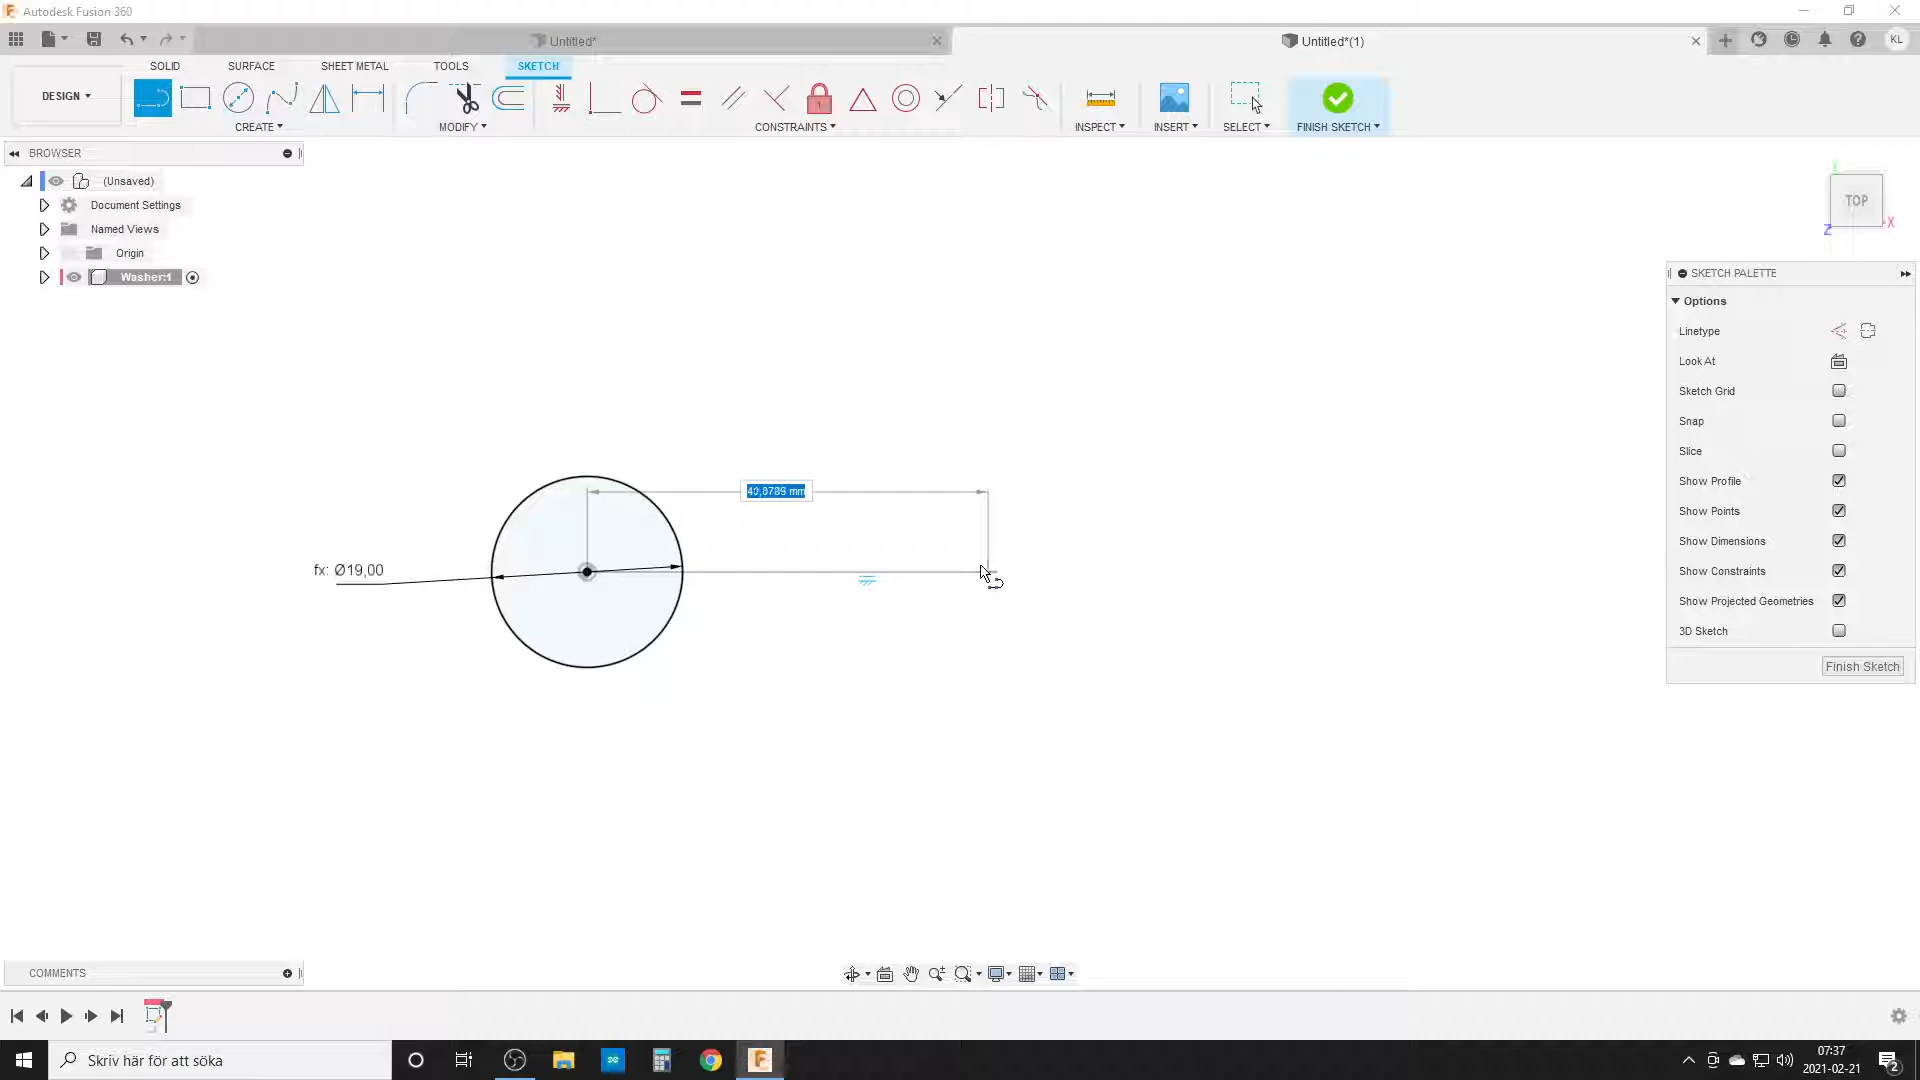 Autodesk Fusion 360
Untitled*
Untitled*(1)
KL
SOLID
SURFACE
SHEET METAL
TOOLS
SKETCH
DESIGN
CREATE
MODIFY
CONSTRAINTS
INSPECT
INSERT
SELECT
FINISH SKETCH
BROWSER
(Unsaved)
Document Settings
Named Views
Origin
Washer:1
Y
TOP
X
Z
SKETCH PALETTE
Options
Linetype
Look At
Sketch Grid
Snap
Slice
Show Profile
Show Points
Show Dimensions
Show Constraints
Show Projected Geometries
3D Sketch
Finish Sketch
40,8789 mm
fx: Ø19,00
COMMENTS
Skriv här för att söka
07:37
2021-02-21
2